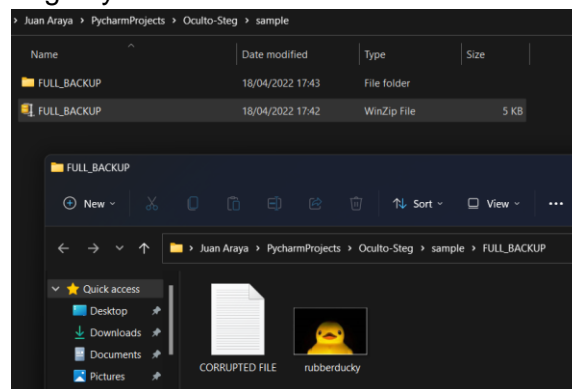 › Juan Araya › PycharmProjects › Oculto-Steg › sample
Name Date modified Type Size
FULL_BACKUP 18/04/2022 17:43 File folder
FULL_BACKUP 18/04/2022 17:42 WinZip File 5 KB
FULL_BACKUP
New Sort View ...
› Juan Araya › PycharmProjects › Oculto-Steg › sample › FULL_BACKUP
Quick access
Desktop
Downloads
Documents
Pictures
CORRUPTED FILE rubberducky